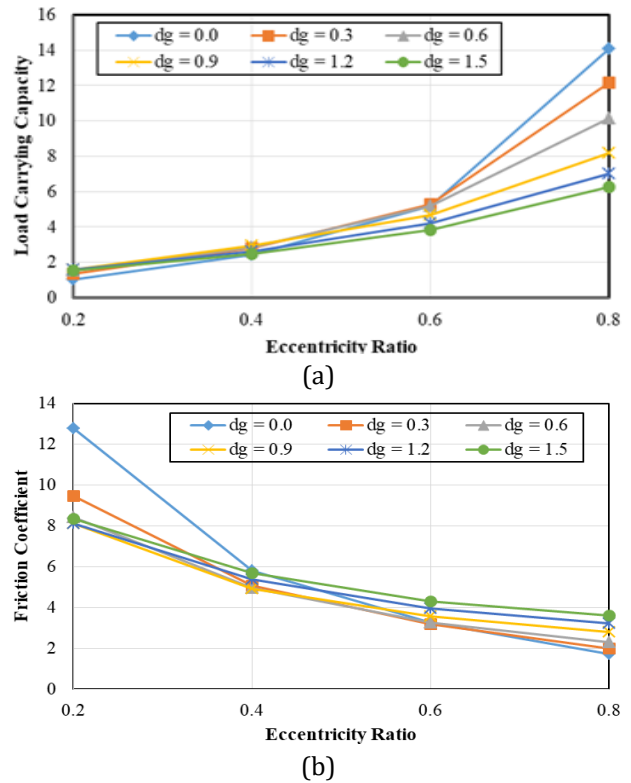 16
14
12
10
8
6
4
2
0
dg = 0.0 dg = 0.3 dg = 0.6
dg = 0.9 dg = 1.2 dg = 1.5
Load Carrying Capacity
0.2 0.4 0.6 0.8
Eccentricity Ratio
(a)
14
12
10
8
6
4
2
0
dg = 0.0 dg = 0.3 dg = 0.6
dg = 0.9 dg = 1.2 dg = 1.5
Friction Coefficient
0.2 0.4 0.6 0.8
Eccentricity Ratio
(b)